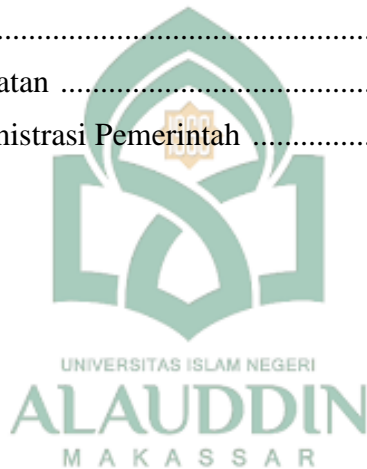 ................................................
atan ................................................
nistrasi Pemerintah ..................
UNIVERSITAS ISLAM NEGERI
ALAUDDIN
MAKASSAR